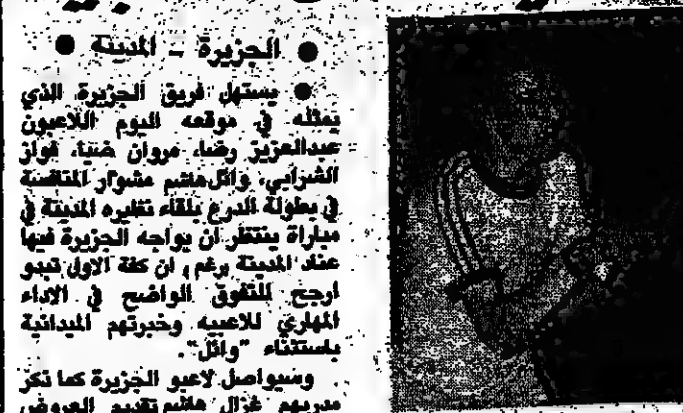 ● الجزيرة – المدينة ●
● يستهل فريق الجزيرة الذي
يمثله في موقعه اليوم اللاعبون
عبدالعزيز رضا، مروان ضيا، فواز
الشرابي، وائل هاشم مشوار المنافسة
في بطولة الدرع بلقاء نظيره المدينة في
مباراة ينتظر ان يواجه الجزيرة فيها
عناد المدينة برغم ان كفة الاول تبدو
ارجح للتفوق الواضح في الاداء
المهاري للاعبيه وخبرتهم الميدانية
باستثناء "وائل".
وسيواصل لاعبو الجزيرة كما ذكر
مدربهم غزال هاشم تقديم العروض